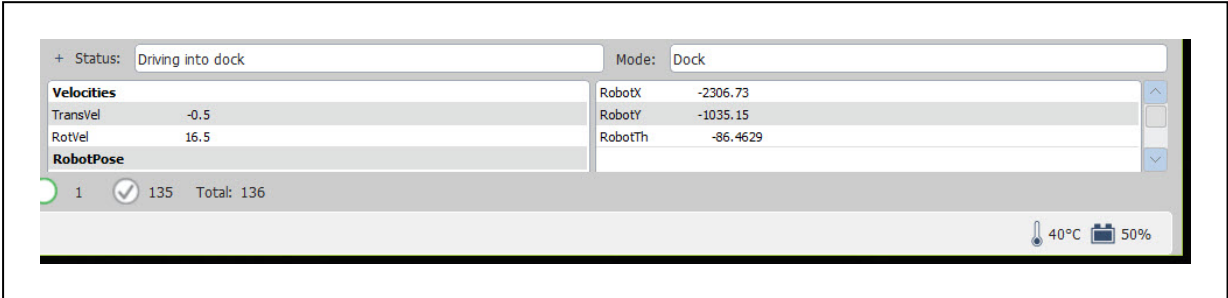 + Status: Driving into dock Mode: Dock
Velocities RobotX -2306.73
TransVel -0.5 RobotY -1035.15
RotVel 16.5 RobotTh -86.4629
RobotPose
1 135 Total: 136
40°C 50%